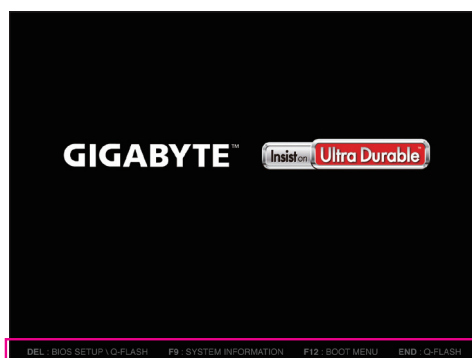 GIGABYTE™
Insist on Ultra Durable™
DEL : BIOS SETUP \ Q-FLASH F9 : SYSTEM INFORMATION F12 : BOOT MENU END : Q-FLASH